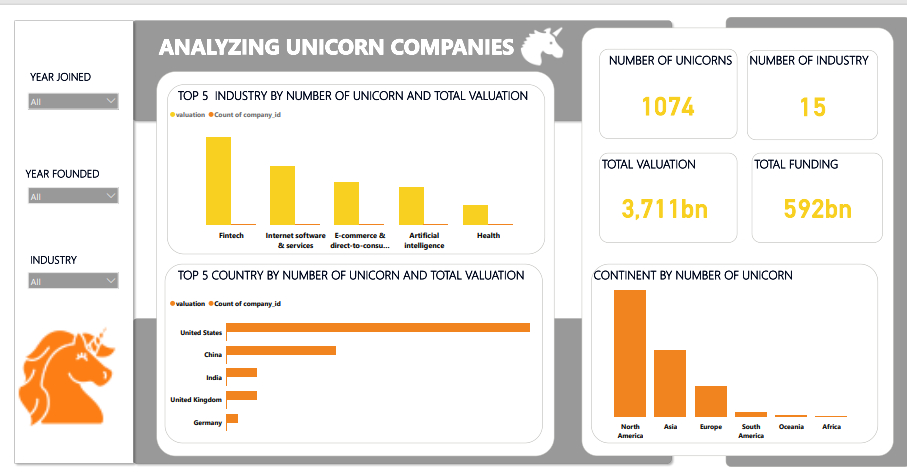 ANALYZING UNICORN COMPANIES
YEAR JOINED
All
YEAR FOUNDED
All
INDUSTRY
All
TOP 5 INDUSTRY BY NUMBER OF UNICORN AND TOTAL VALUATION
valuation Count of company_id
Fintech
Internet software
& services
E-commerce &
direct-to-consu...
Artificial
intelligence
Health
TOP 5 COUNTRY BY NUMBER OF UNICORN AND TOTAL VALUATION
valuation Count of company_id
United States
China
India
United Kingdom
Germany
NUMBER OF UNICORNS
1074
NUMBER OF INDUSTRY
15
TOTAL VALUATION
3,711bn
TOTAL FUNDING
592bn
CONTINENT BY NUMBER OF UNICORN
North
America
Asia
Europe
South
America
Oceania
Africa